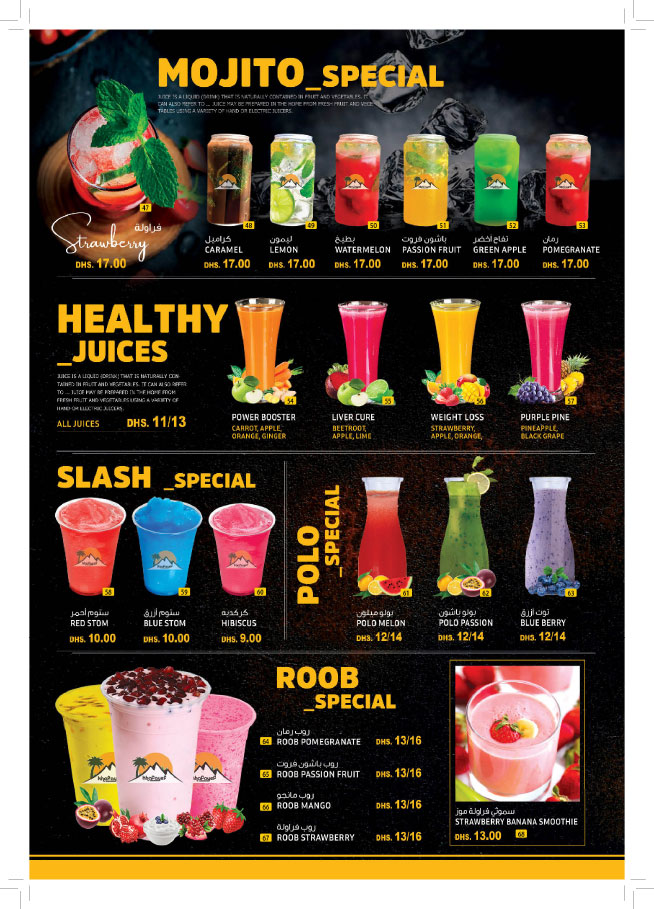 MOJITO_SPECIAL
JUICE IS A LIQUID (DRINK) THAT IS NATURALLY CONTAINED IN FRUIT AND VEGETABLES. IT
CAN ALSO REFER TO ... JUICE MAY BE PREPARED IN THE HOME FROM FRESH FRUIT AND VEGE-
TABLES USING A VARIETY OF HAND OR ELECTRIC JUICERS.
47
فراولة
Strawberry
DHS. 17.00
48
كراميل
CARAMEL
DHS. 17.00
49
ليمون
LEMON
DHS. 17.00
50
بطيخ
WATERMELON
DHS. 17.00
51
باشون فروت
PASSION FRUIT
DHS. 17.00
52
تفاح أخضر
GREEN APPLE
DHS. 17.00
53
رمان
POMEGRANATE
DHS. 17.00
HEALTHY
_JUICES
JUICE IS A LIQUID (DRINK) THAT IS NATURALLY CON-
TAINED IN FRUIT AND VEGETABLES. IT CAN ALSO REFER
TO ... JUICE MAY BE PREPARED IN THE HOME FROM
FRESH FRUIT AND VEGETABLES USING A VARIETY OF
HAND OR ELECTRIC JUICERS.
ALL JUICES DHS. 11/13
54
POWER BOOSTER
CARROT, APPLE,
ORANGE, GINGER
55
LIVER CURE
BEETROOT,
APPLE, LIME
56
WEIGHT LOSS
STRAWBERRY,
APPLE, ORANGE,
57
PURPLE PINE
PINEAPPLE,
BLACK GRAPE
SLASH _SPECIAL
58
ستوم أحمر
RED STOM
DHS. 10.00
59
ستوم أزرق
BLUE STOM
DHS. 10.00
60
كركديه
HIBISCUS
DHS. 9.00
POLO
_SPECIAL
61
بولو ميلون
POLO MELON
DHS. 12/14
62
بولو باشون
POLO PASSION
DHS. 12/14
63
توت أزرق
BLUE BERRY
DHS. 12/14
ROOB
_SPECIAL
روب رمان
64 ROOB POMEGRANATE DHS. 13/16
روب باشون فروت
65 ROOB PASSION FRUIT DHS. 13/16
روب مانجو
66 ROOB MANGO DHS. 13/16
روب فراولة
67 ROOB STRAWBERRY DHS. 13/16
سموثي فراولة موز
STRAWBERRY BANANA SMOOTHIE
DHS. 13.00 68